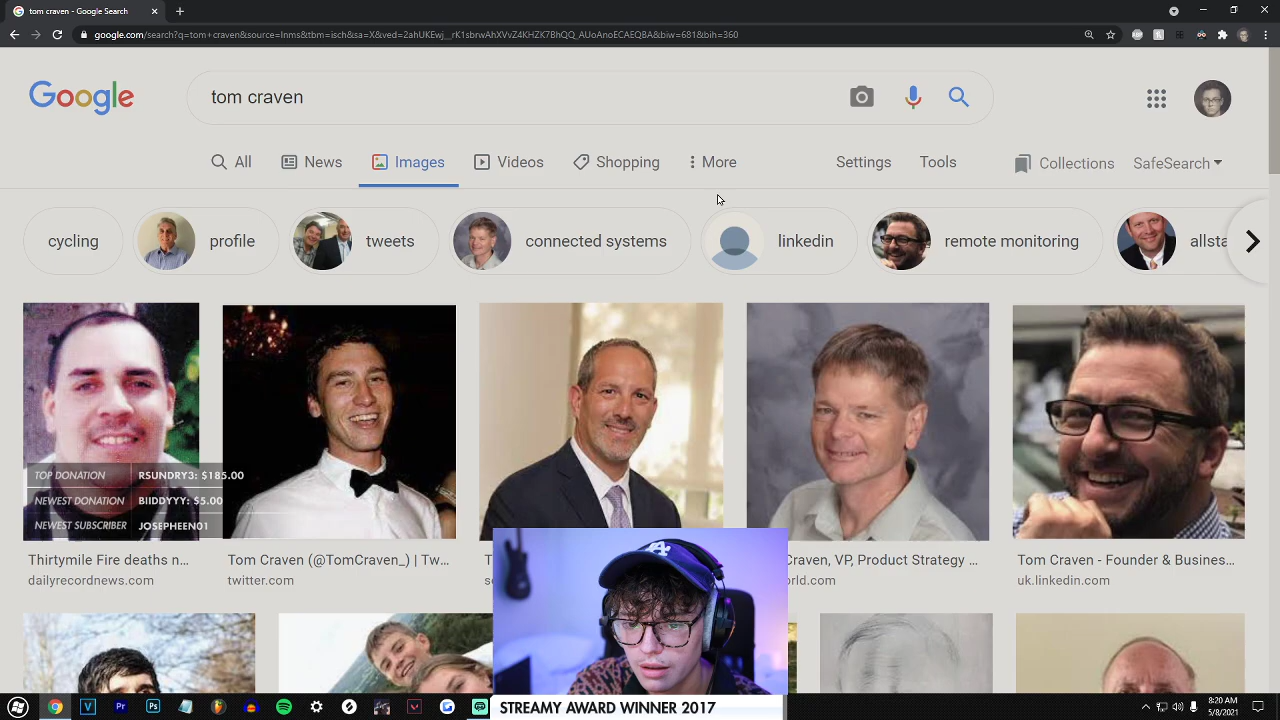 tom craven - Google Search
google.com/search?q=tom+craven&source=lnms&tbm=isch&sa=X&ved=2ahUKEwj_rK1sbrwAhXVvZ4KHZK7BhQQ_AUoAnoECAEQBA&biw=681&bih=360
Google
tom craven
All News Images Videos Shopping More Settings Tools Collections SafeSearch
cycling profile tweets connected systems linkedin remote monitoring allsta
TOP DONATION RSUNDRY3: $185.00
NEWEST DONATION BIIDDYYY: $5.00
NEWEST SUBSCRIBER JOSEPHEEN01
Thirtymile Fire deaths n... Tom Craven (@TomCraven_) | Tw... Craven, VP, Product Strategy ... Tom Craven - Founder & Busines...
dailyrecordnews.com twitter.com orld.com uk.linkedin.com
STREAMY AWARD WINNER 2017
8:20 AM
5/8/2021